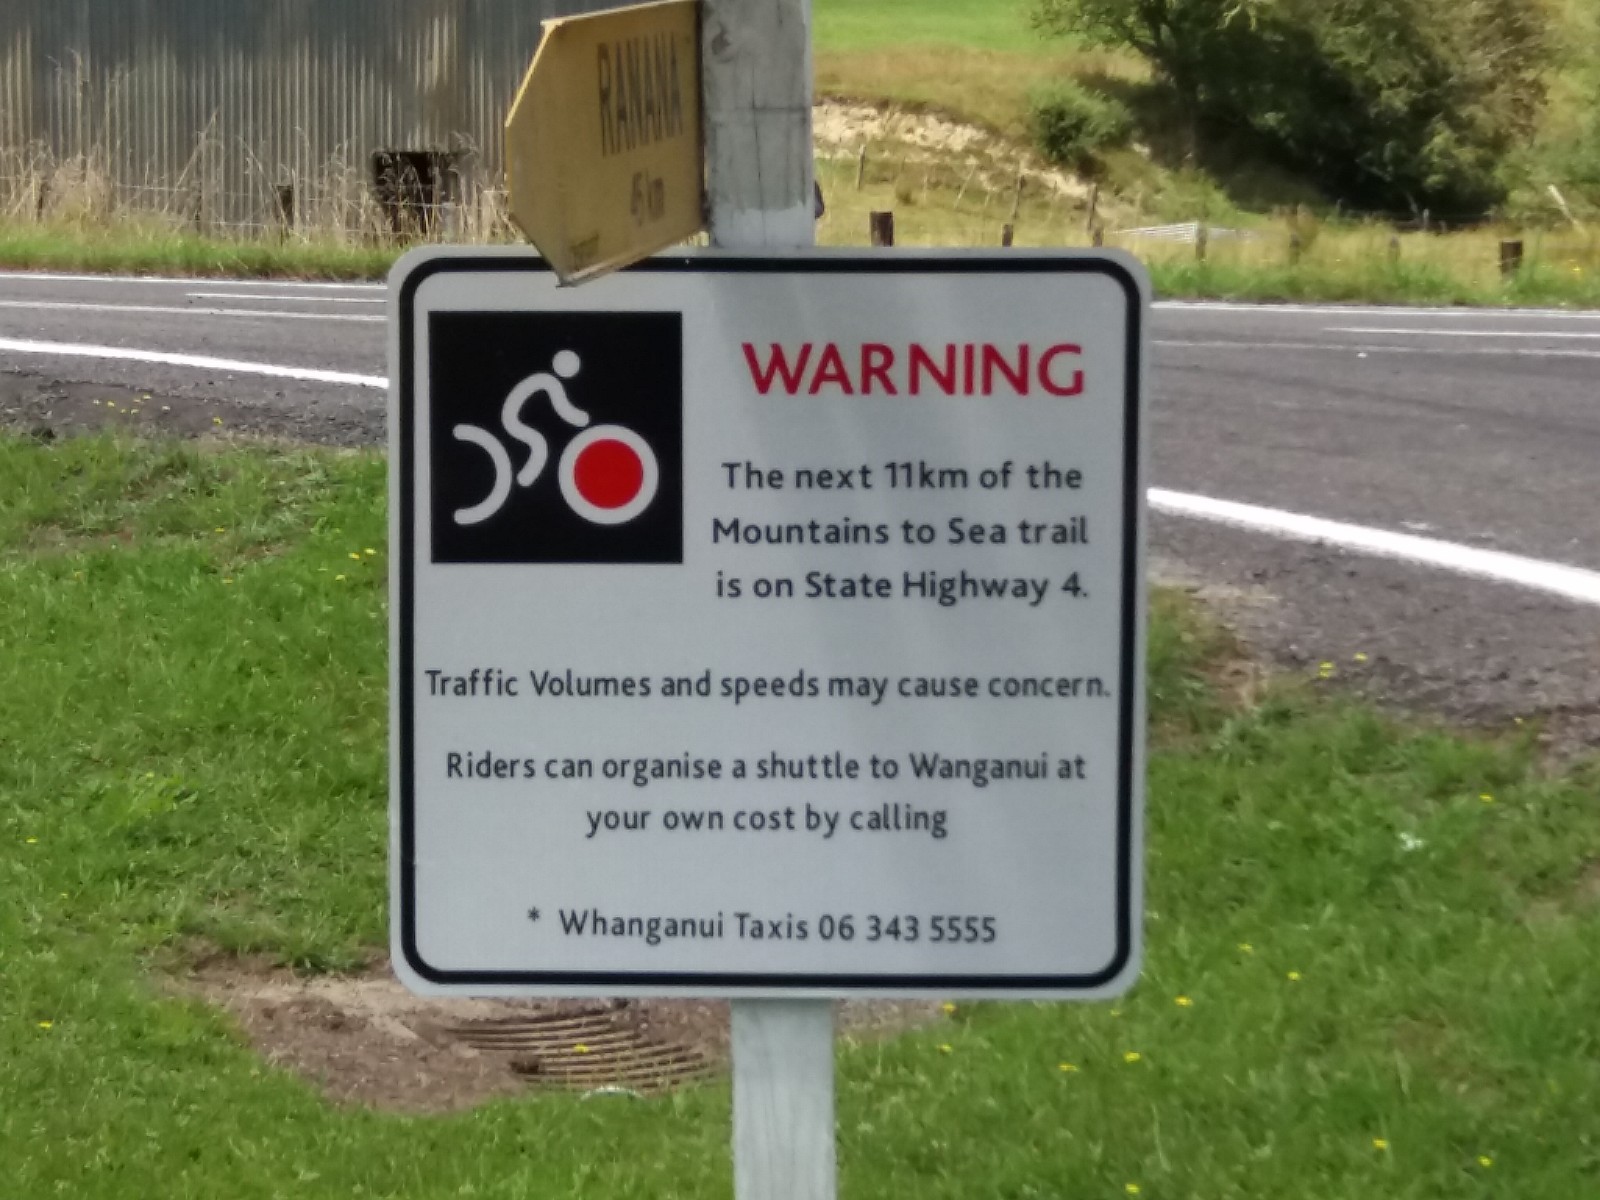 RANANA
45 km
WARNING
The next 11km of the
Mountains to Sea trail
is on State Highway 4.
Traffic Volumes and speeds may cause concern.
Riders can organise a shuttle to Wanganui at
your own cost by calling
* Whanganui Taxis 06 343 5555